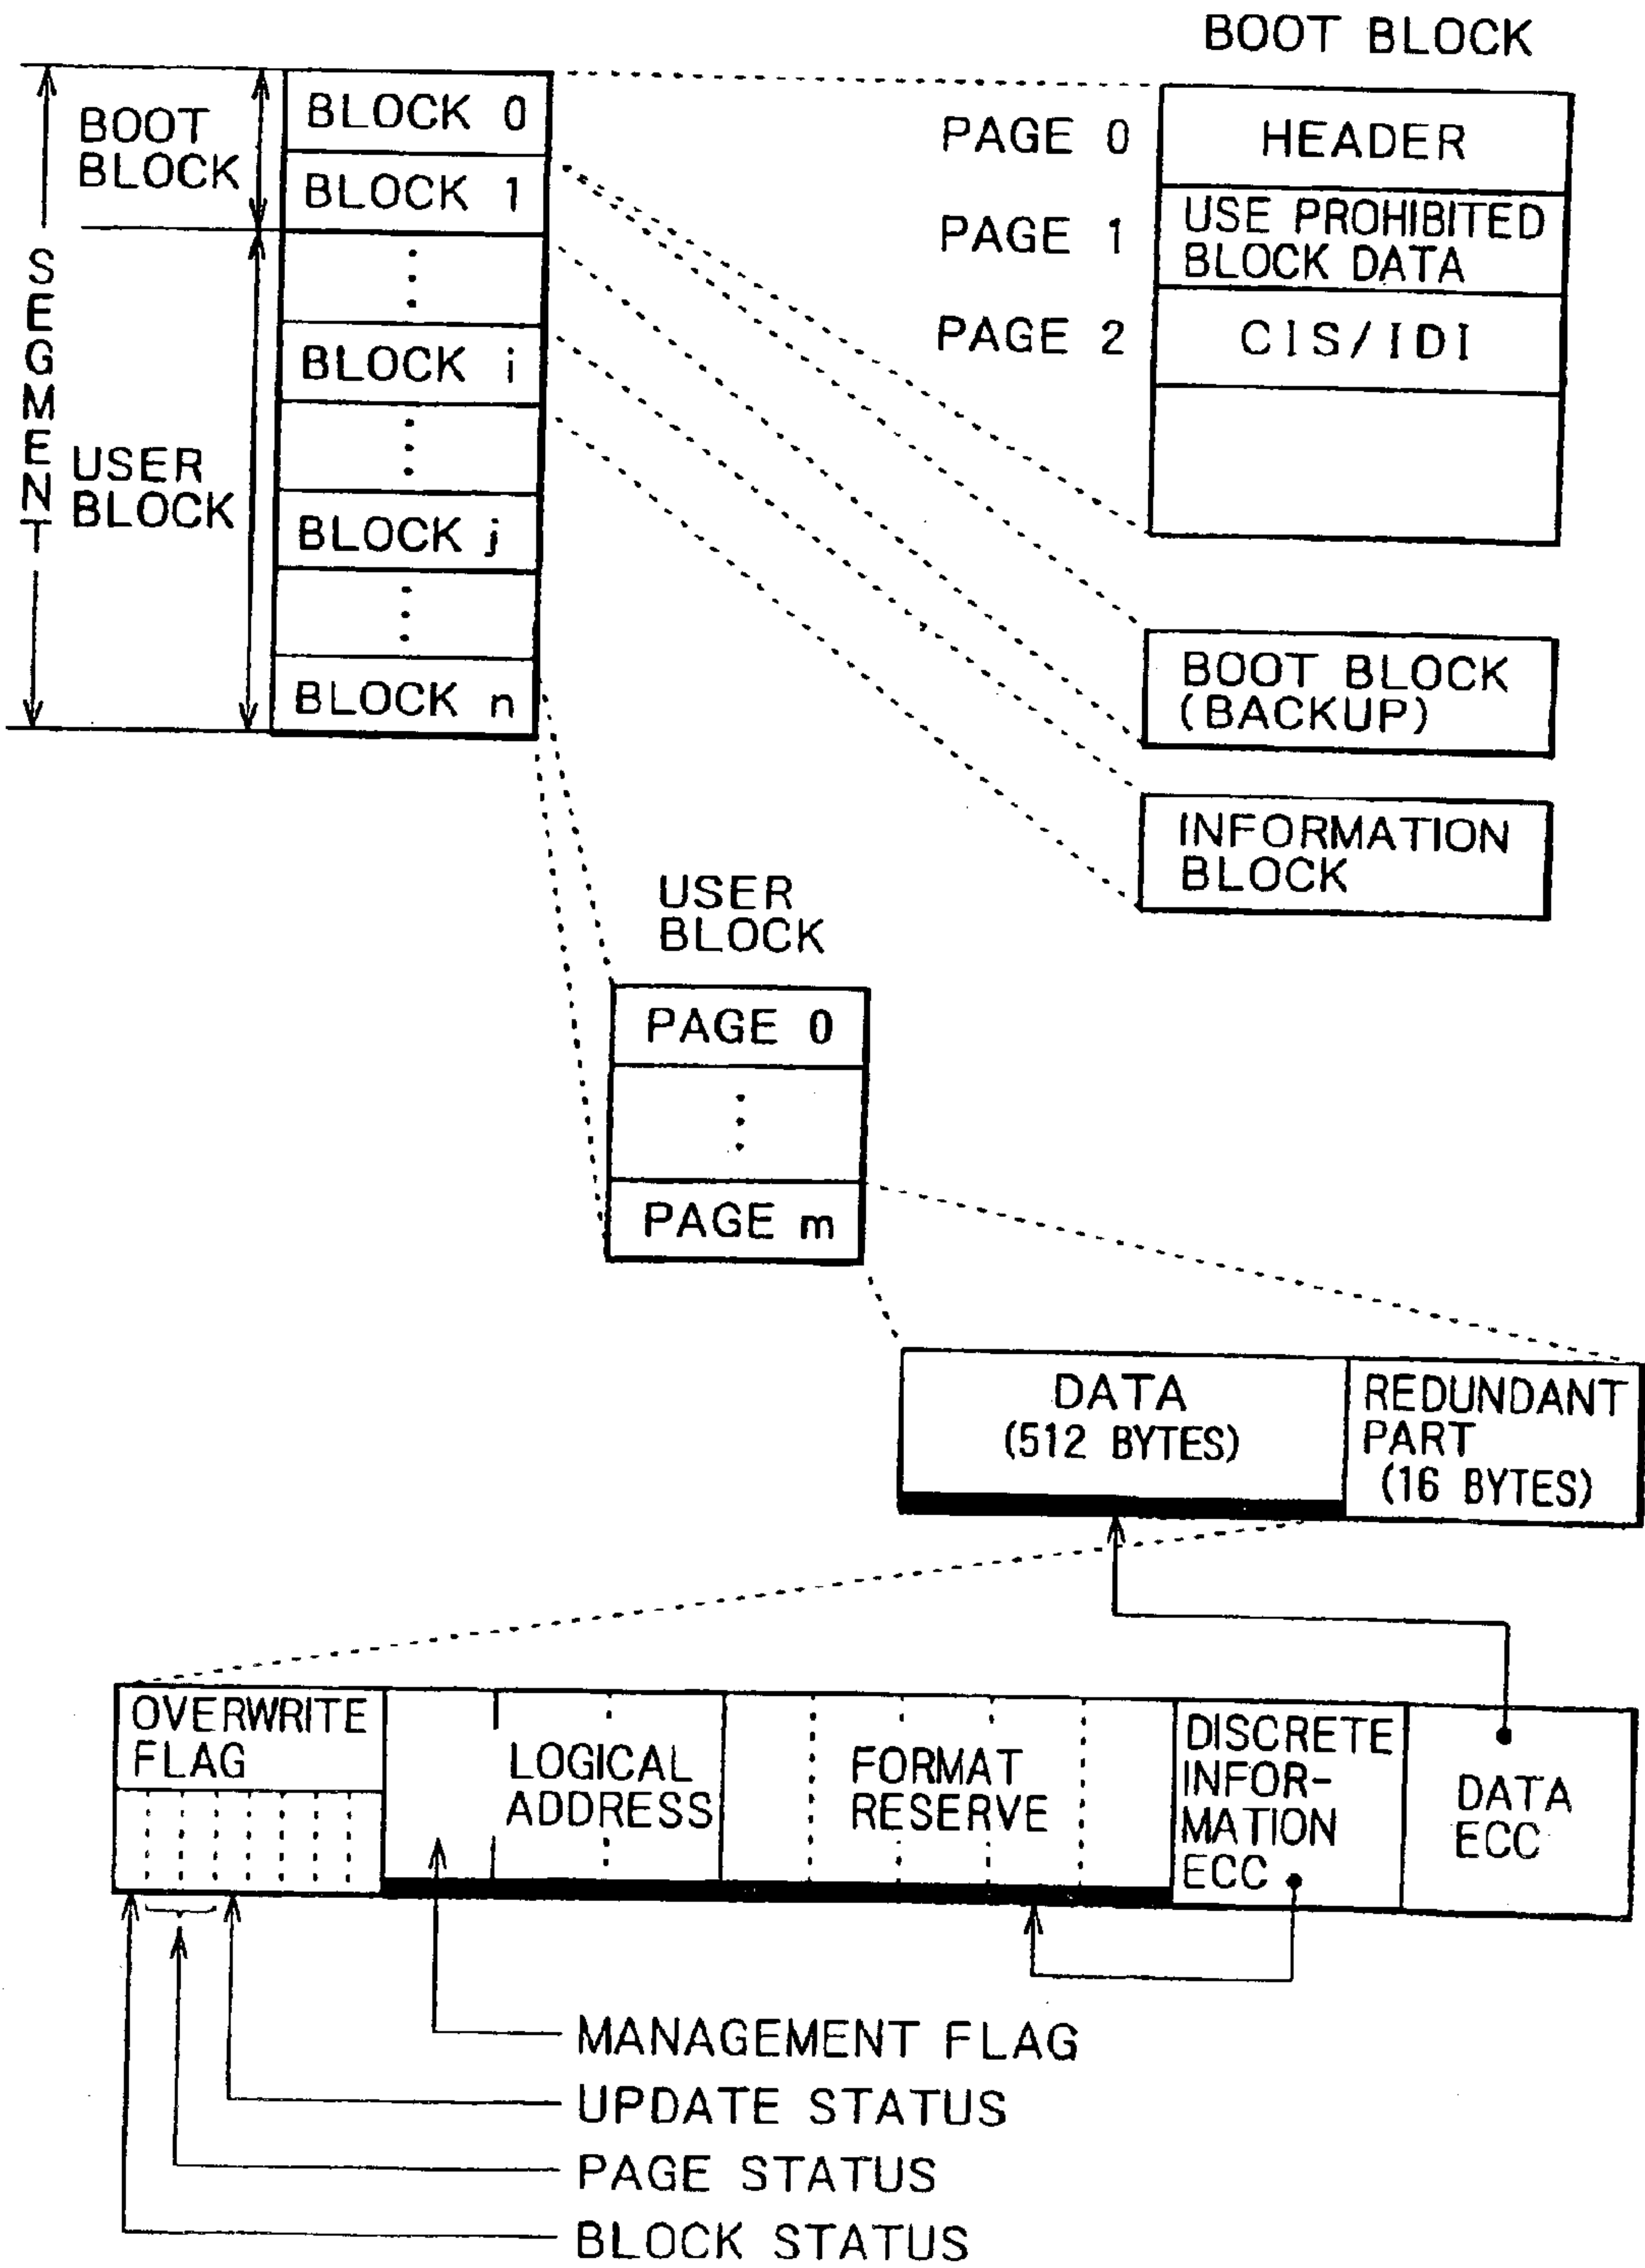 BOOT BLOCK
SEGMENT
BOOT
BLOCK
USER
BLOCK
BLOCK 0
BLOCK 1
BLOCK i
BLOCK j
BLOCK n
PAGE 0
HEADER
PAGE 1
USE PROHIBITED
BLOCK DATA
PAGE 2
CIS/IDI
BOOT BLOCK
(BACKUP)
INFORMATION
BLOCK
USER
BLOCK
PAGE 0
PAGE m
DATA
(512 BYTES)
REDUNDANT
PART
(16 BYTES)
OVERWRITE
FLAG
LOGICAL
ADDRESS
FORMAT
RESERVE
DISCRETE
INFOR-
MATION
ECC
DATA
ECC
MANAGEMENT FLAG
UPDATE STATUS
PAGE STATUS
BLOCK STATUS